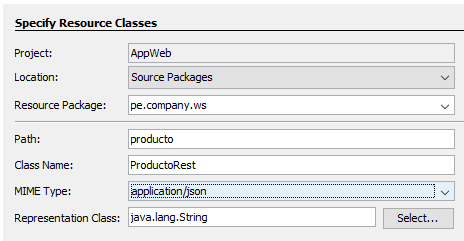 Specify Resource Classes
Project: AppWeb
Location: Source Packages
Resource Package: pe.company.ws
Path: producto
Class Name: ProductoRest
MIME Type: application/json
Representation Class: java.lang.String Select...